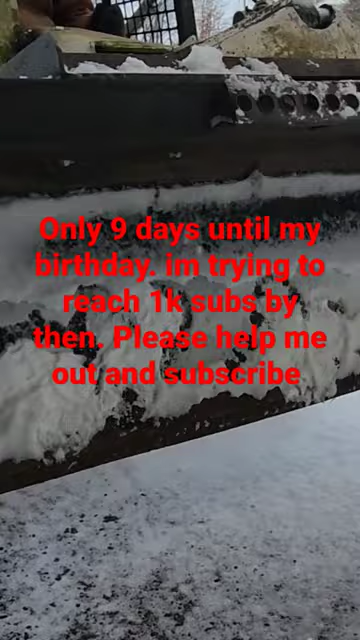 Only 9 days until my
birthday. im trying to
reach 1k subs by
then. Please help me
out and subscribe